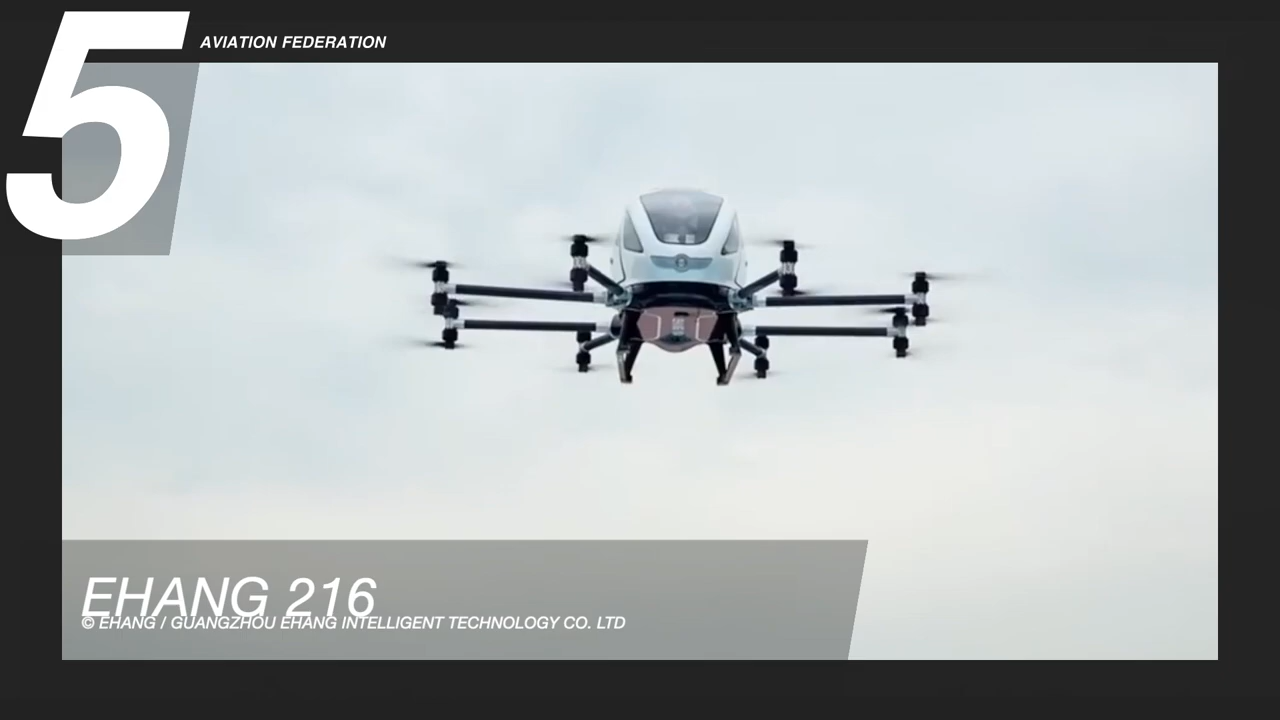 5
AVIATION FEDERATION
EHANG 216
© EHANG / GUANGZHOU EHANG INTELLIGENT TECHNOLOGY CO. LTD